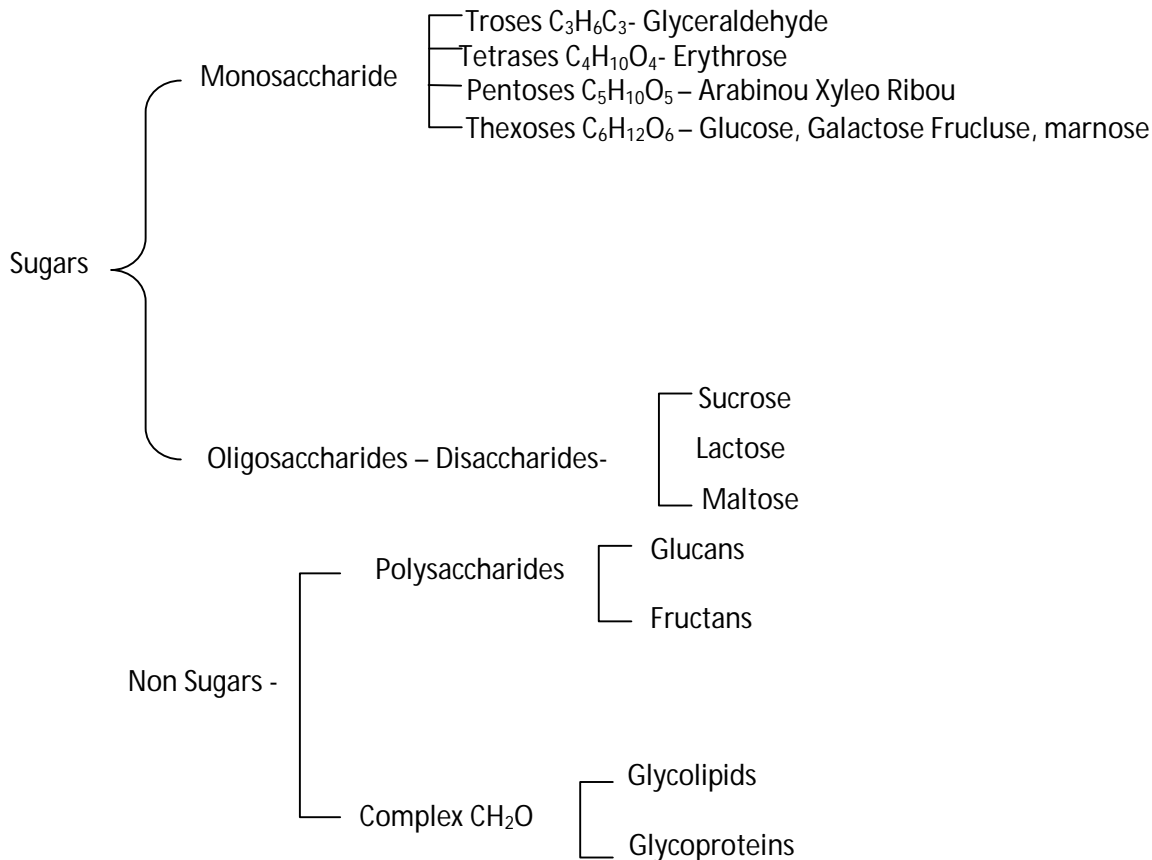 Troses C₃H₆C₃- Glyceraldehyde
Tetrases C₄H₁₀O₄- Erythrose
Monosaccharide
Pentoses C₅H₁₀O₅ – Arabinou Xyleo Ribou
Thexoses C₆H₁₂O₆ – Glucose, Galactose Frucluse, marnose
Sugars
Sucrose
Oligosaccharides – Disaccharides-
Lactose
Maltose
Polysaccharides
Glucans
Fructans
Non Sugars -
Glycolipids
Complex CH₂O
Glycoproteins